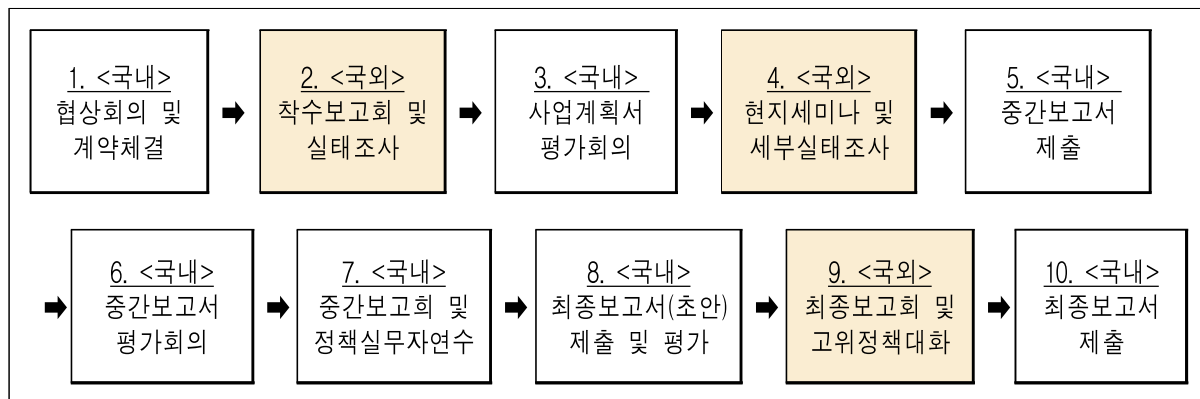 1. <국내>
협상회의 및
계약체결
2. <국외>
착수보고회 및
실태조사
3. <국내>
사업계획서
평가회의
4. <국외>
현지세미나 및
세부실태조사
5. <국내>
중간보고서
제출
6. <국내>
중간보고서
평가회의
7. <국내>
중간보고희 및
정책실무자연수
8. <국내>
최종보고서(초안)
제출 및 평가
9. <국외>
최종보고회 및
고위정책대화
10. <국내>
최종보고서
제출